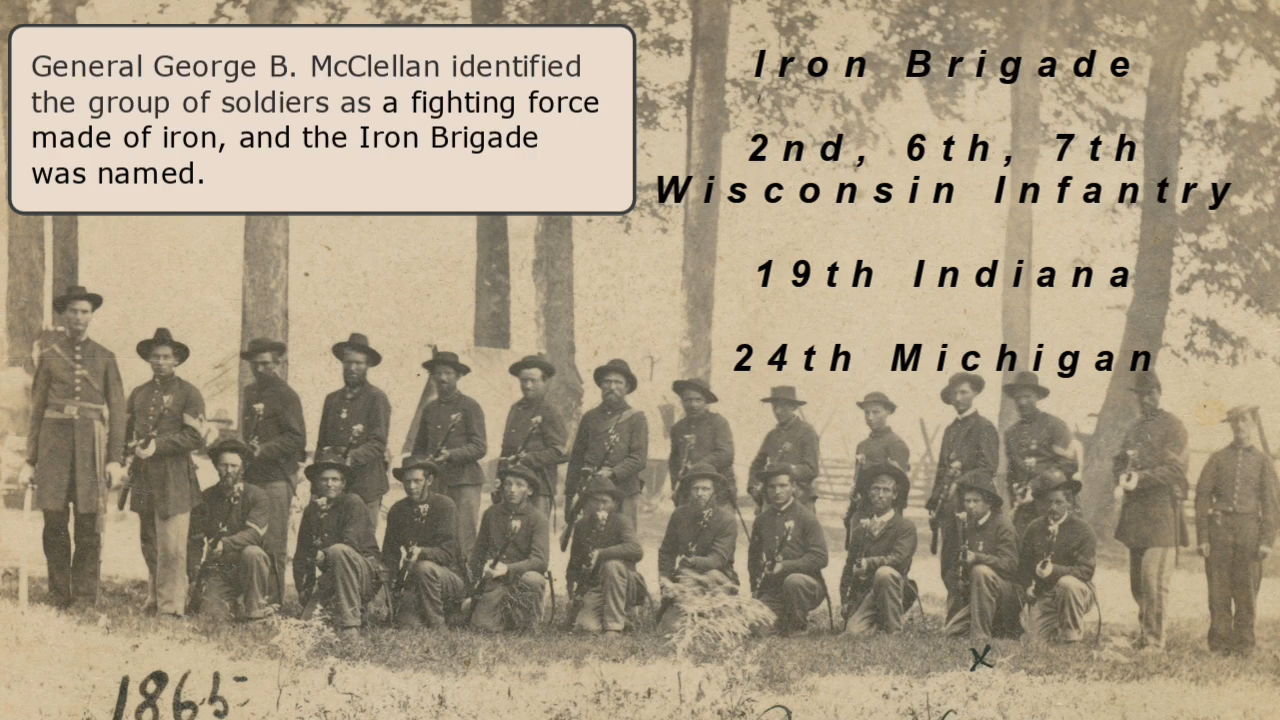 General George B. McClellan identified
the group of soldiers as a fighting force
made of iron, and the Iron Brigade
was named.
Iron Brigade
2nd, 6th, 7th
Wisconsin Infantry
19th Indiana
24th Michigan
x
1865